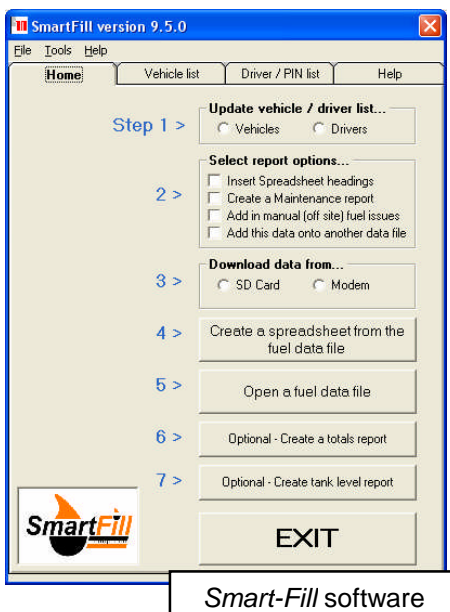 SmartFill version 9.5.0
File Tools Help
Home Vehicle list Driver / PIN list Help
Step 1 > Update vehicle / driver list...
Vehicles Drivers
Select report options...
Insert Spreadsheet headings
2 > Create a Maintenance report
Add in manual (off site) fuel issues
Add this data onto another data file
Download data from...
3 > SD Card Modem
4 > Create a spreadsheet from the
fuel data file
5 > Open a fuel data file
6 > Optional - Create a totals report
7 > Optional - Create tank level report
SmartFill
EXIT
Smart-Fill software